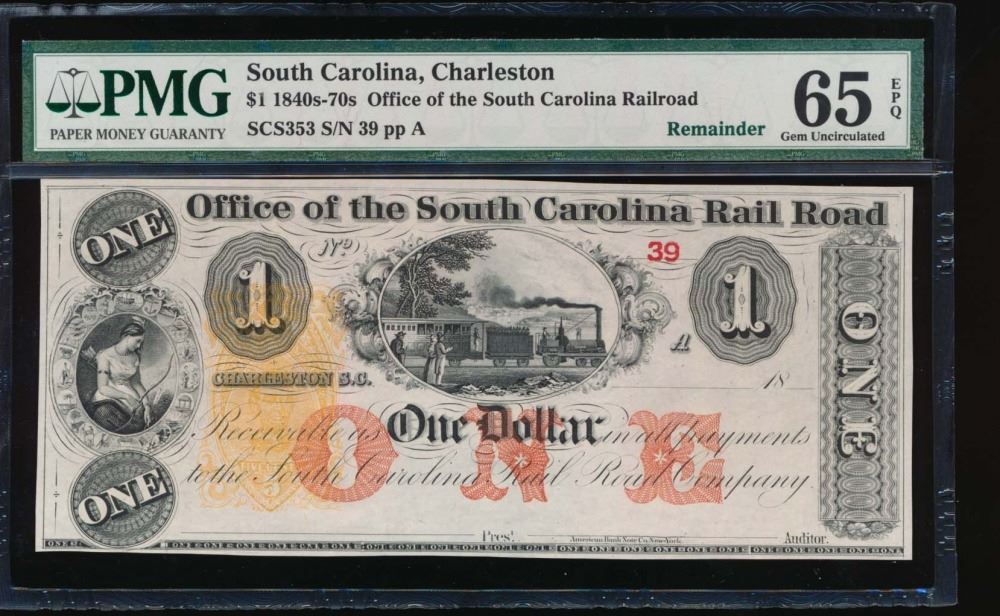 PMG
PAPER MONEY GUARANTY
South Carolina, Charleston
$1 1840s-70s Office of the South Carolina Railroad
SCS353 S/N 39 pp A
Remainder
65
EPQ
Gem Uncirculated
Office of the South Carolina Rail Road
ONE
No
39
1
1
A
CHARLESTON S.C.
18
ONE
Receivable as One Dollar in all payments
ONE
to the South Carolina Rail Road Company.
ONE
Prest
American Bank Note Co. New-York.
Auditor.